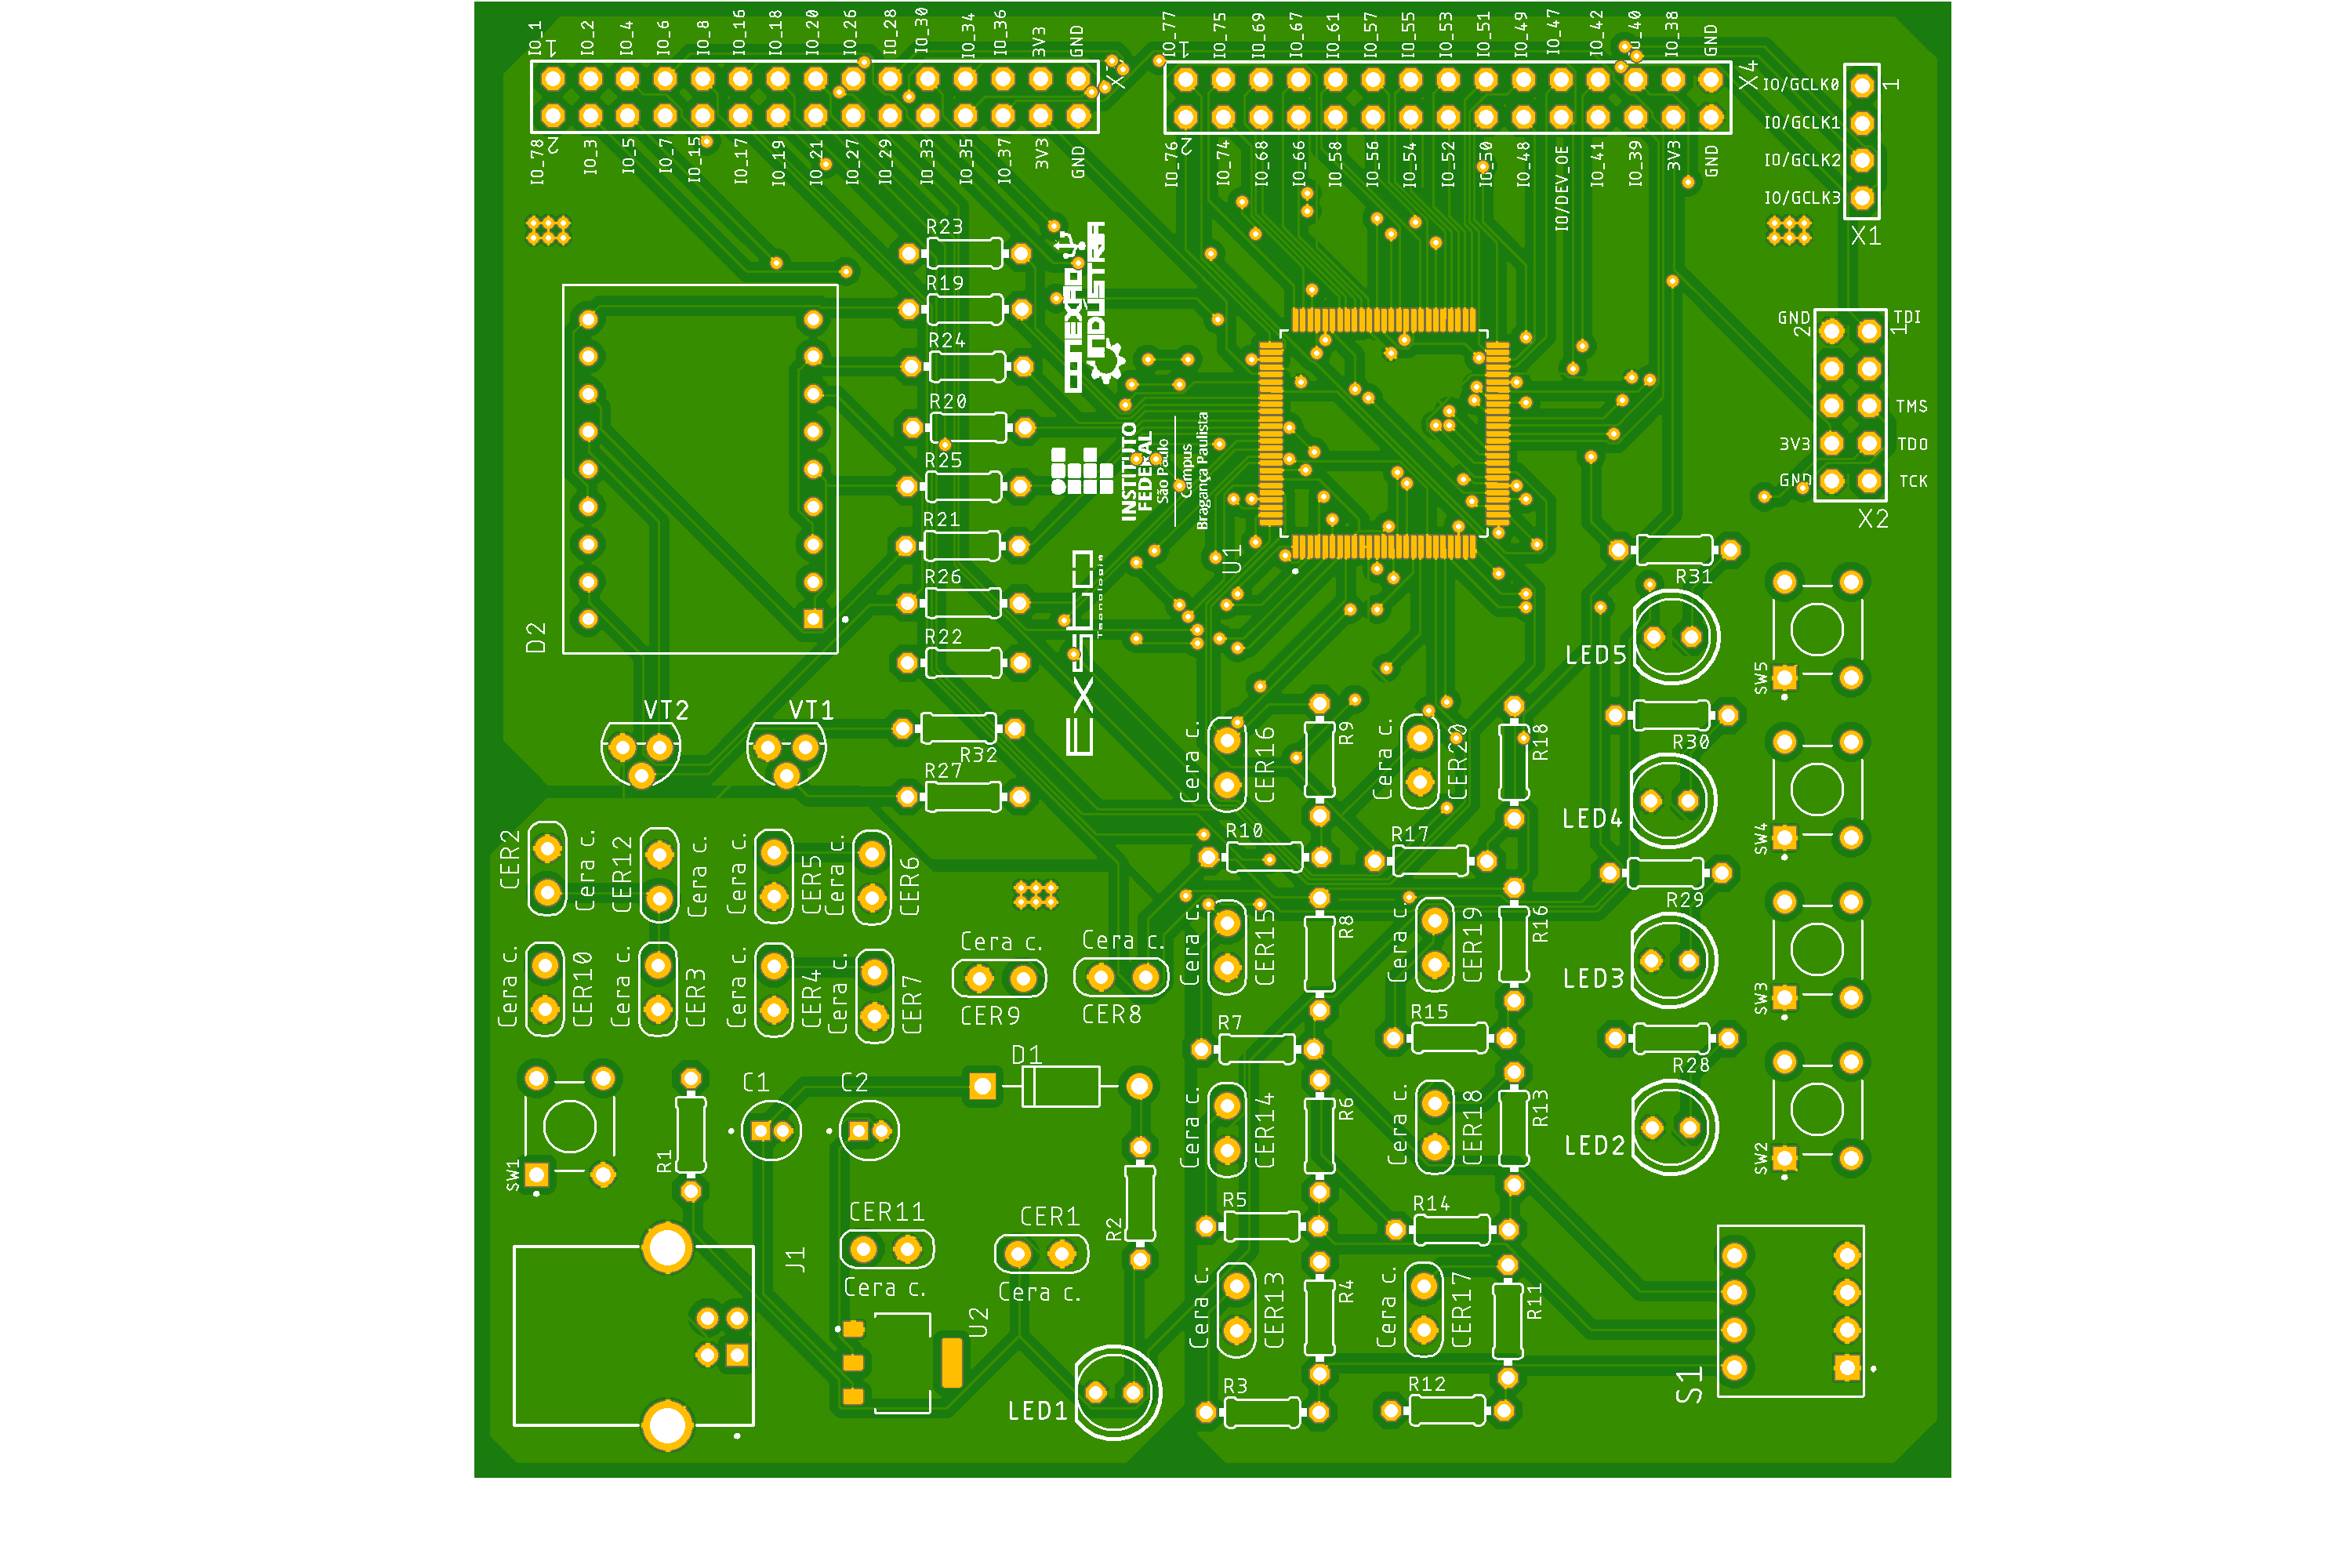 IO_1
IO_2
IO_4
IO_6
IO_8
IO_16
IO_18
IO_20
IO_26
IO_28
IO_30
IO_34
IO_36
3V3
GND
1
IO_78
IO_3
IO_5
IO_7
IO_15
IO_17
IO_19
IO_21
IO_27
IO_29
IO_33
IO_35
IO_37
3V3
GND
2
IO_77
IO_75
IO_69
IO_67
IO_61
IO_57
IO_55
IO_53
IO_51
IO_49
IO_47
IO_42
IO_40
IO_38
GND
1
X4
IO_76
IO_74
IO_68
IO_66
IO_58
IO_56
IO_54
IO_52
IO_50
IO_48
IO/DEV_OE
IO_41
IO_39
3V3
GND
2
IO/GCLK0
IO/GCLK1
IO/GCLK2
IO/GCLK3
1
X1
GND
TDI
2
1
TMS
3V3
TDO
GND
TCK
X2
R23
R19
R24
R20
R25
R21
R26
R22
R32
R27
D2
VT2
VT1
INSTITUTO
FEDERAL
São Paulo
Campus
Bragança Paulista
Tecnologia
U1
R31
LED5
SW5
R30
LED4
SW4
R29
LED3
SW3
R28
LED2
SW2
Cera c.
CER16
R9
Cera c.
CER20
R18
R10
R17
Cera c.
CER15
R8
Cera c.
CER19
R16
R7
R15
Cera c.
CER14
R6
Cera c.
CER18
R13
R5
R14
Cera c.
CER13
R4
Cera c.
CER17
R11
R3
R12
S1
CER2
Cera c.
CER12
Cera c.
Cera c.
CER5
Cera c.
CER6
Cera c.
CER10
Cera c.
CER3
Cera c.
CER4
Cera c.
CER7
Cera c.
CER9
Cera c.
CER8
D1
C1
C2
SW1
R1
R2
CER11
Cera c.
CER1
Cera c.
J1
U2
LED1